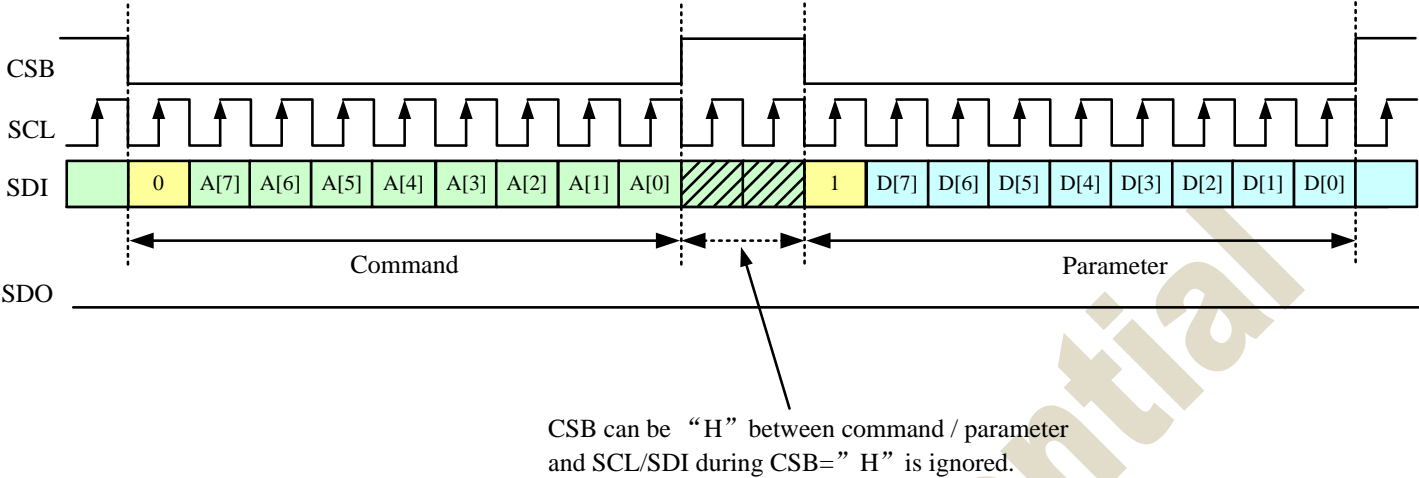 CSB
SCL
SDI 0 A[7] A[6] A[5] A[4] A[3] A[2] A[1] A[0] 1 D[7] D[6] D[5] D[4] D[3] D[2] D[1] D[0]
Command Parameter
SDO
CSB can be “H” between command / parameter
and SCL/SDI during CSB=”H” is ignored.